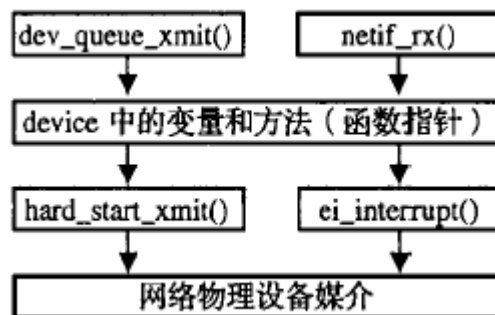 dev_queue_xmit()
netif_rx()
device 中的变量和方法（函数指针）
hard_start_xmit()
ei_interrupt()
网络物理设备媒介